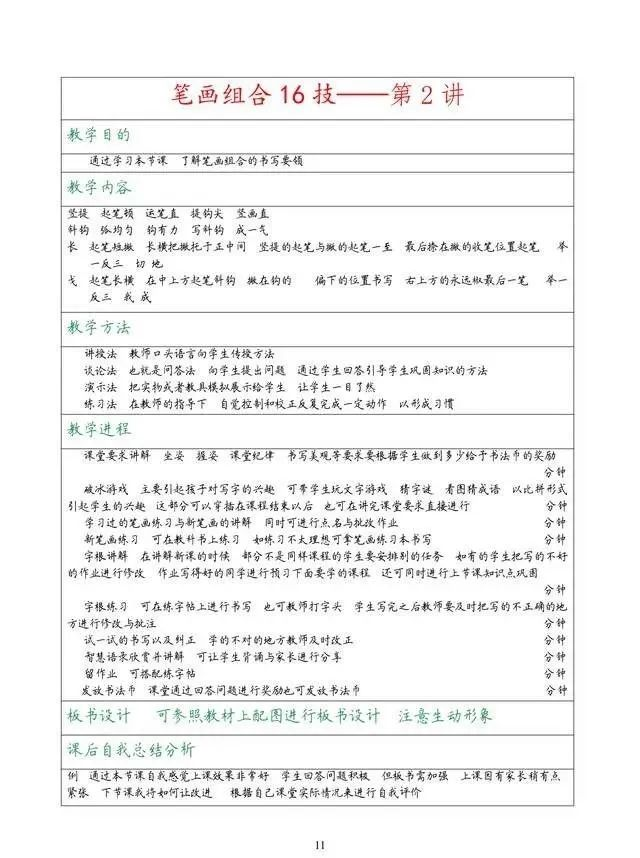 笔画组合16技——第2讲
教学目的
通过学习本节课 了解笔画组合的书写要领
教学内容
竖提 起笔顿 运笔直 提钩尖 竖画直
斜钩 弧均匀 钩有力 写斜钩 成一气
长 起笔短撇 长横把撇托于正中间 竖提的起笔与撇的起笔一至 最后捺在撇的收笔位置起笔 举
一反三 切 地
戈 起笔长横 在中上方起笔斜钩 撇在钩的 偏下的位置书写 右上方的永远椒最后一笔 举一
反三 我 成
教学方法
讲授法 教师口头语言向学生传授方法
谈论法 也就是问答法 向学生提出问题 通过学生回答引导学生巩固知识的方法
演示法 把实物或者教具模拟展示给学生 让学生一目了然
练习法 在教师的指导下 自觉控制和校正反复完成一定动作 以形成习惯
教学进程
课堂要求讲解 坐姿 握姿 课堂纪律 书写美观等要求要根据学生做到多少给予书法币的奖励
分钟
破冰游戏 主要引起孩子对写字的兴趣 可带学生玩文字游戏 猜字谜 看图猜成语 以比拼形式
引起学生的兴趣 这部分可以穿插在课程结束以后 也可在讲完课堂要求直接进行 分钟
学习过的笔画练习与新笔画的讲解 同时可进行点名与批改作业 分钟
新笔画练习 可在教科书上练习 如练习不太理想可拿笔画练习本书写 分钟
字根讲解 在讲解新课的时候 部分不是同样课程的学生要安排别的任务 如有的学生把写的不好
的作业进行修改 作业写得好的同学进行预习下面要学的课程 还可同时进行上节课知识点巩固
分钟
字根练习 可在练字帖上进行书写 也可教师打字头 学生写完之后教师要及时把写的不正确的地
方进行修改与批注 分钟
试一试的书写以及纠正 学的不对的地方教师及时改正 分钟
智慧语录欣赏并讲解 可让学生背诵与家长进行分享 分钟
留作业 可搭配练字帖 分钟
发放书法币 课堂通过回答问题进行奖励也可发放书法币 分钟
板书设计 可参照教材上配图进行板书设计 注意生动形象
课后自我总结分析
例 通过本节课自我感觉上课效果非常好 学生回答问题积极 但板书需加强 上课因有家长稍有点
紧张 下节课我将如何让改进 根据自己课堂实际情况来进行自我评价
11